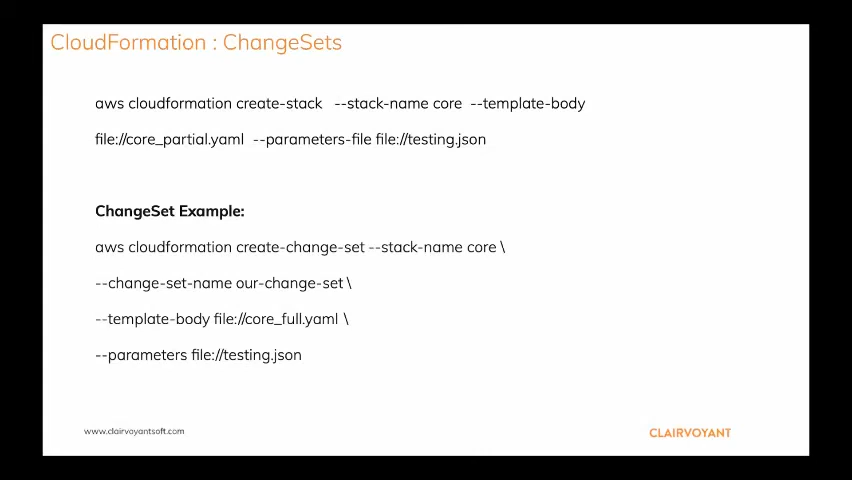 CloudFormation : ChangeSets
aws cloudformation create-stack --stack-name core --template-body
file://core_partial.yaml --parameters-file file://testing.json
ChangeSet Example:
aws cloudformation create-change-set --stack-name core \
--change-set-name our-change-set \
--template-body file://core_full.yaml \
--parameters file://testing.json
www.clairvoyantsoft.com
CLAIRVOYANT